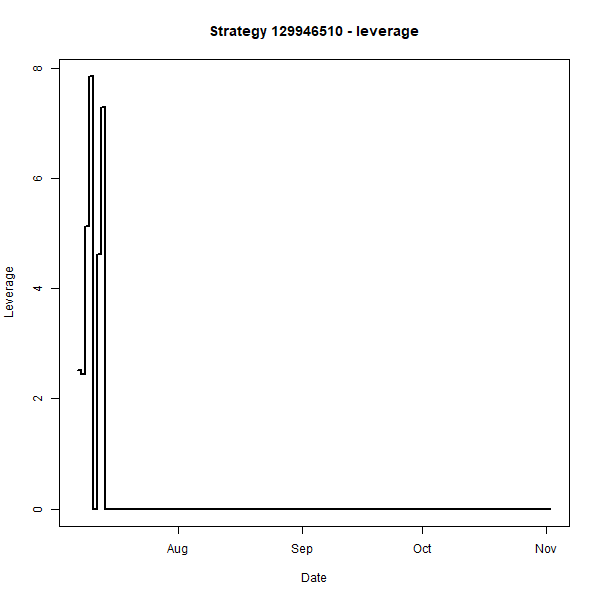 Strategy 129946510 - leverage
8
6
4
2
0
Leverage
Aug
Sep
Oct
Nov
Date